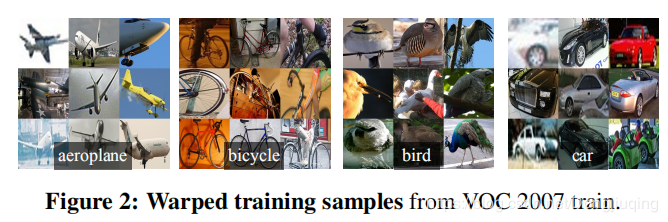 aeroplane
bicycle
bird
car
Figure 2: Warped training samples from VOC 2007 train.